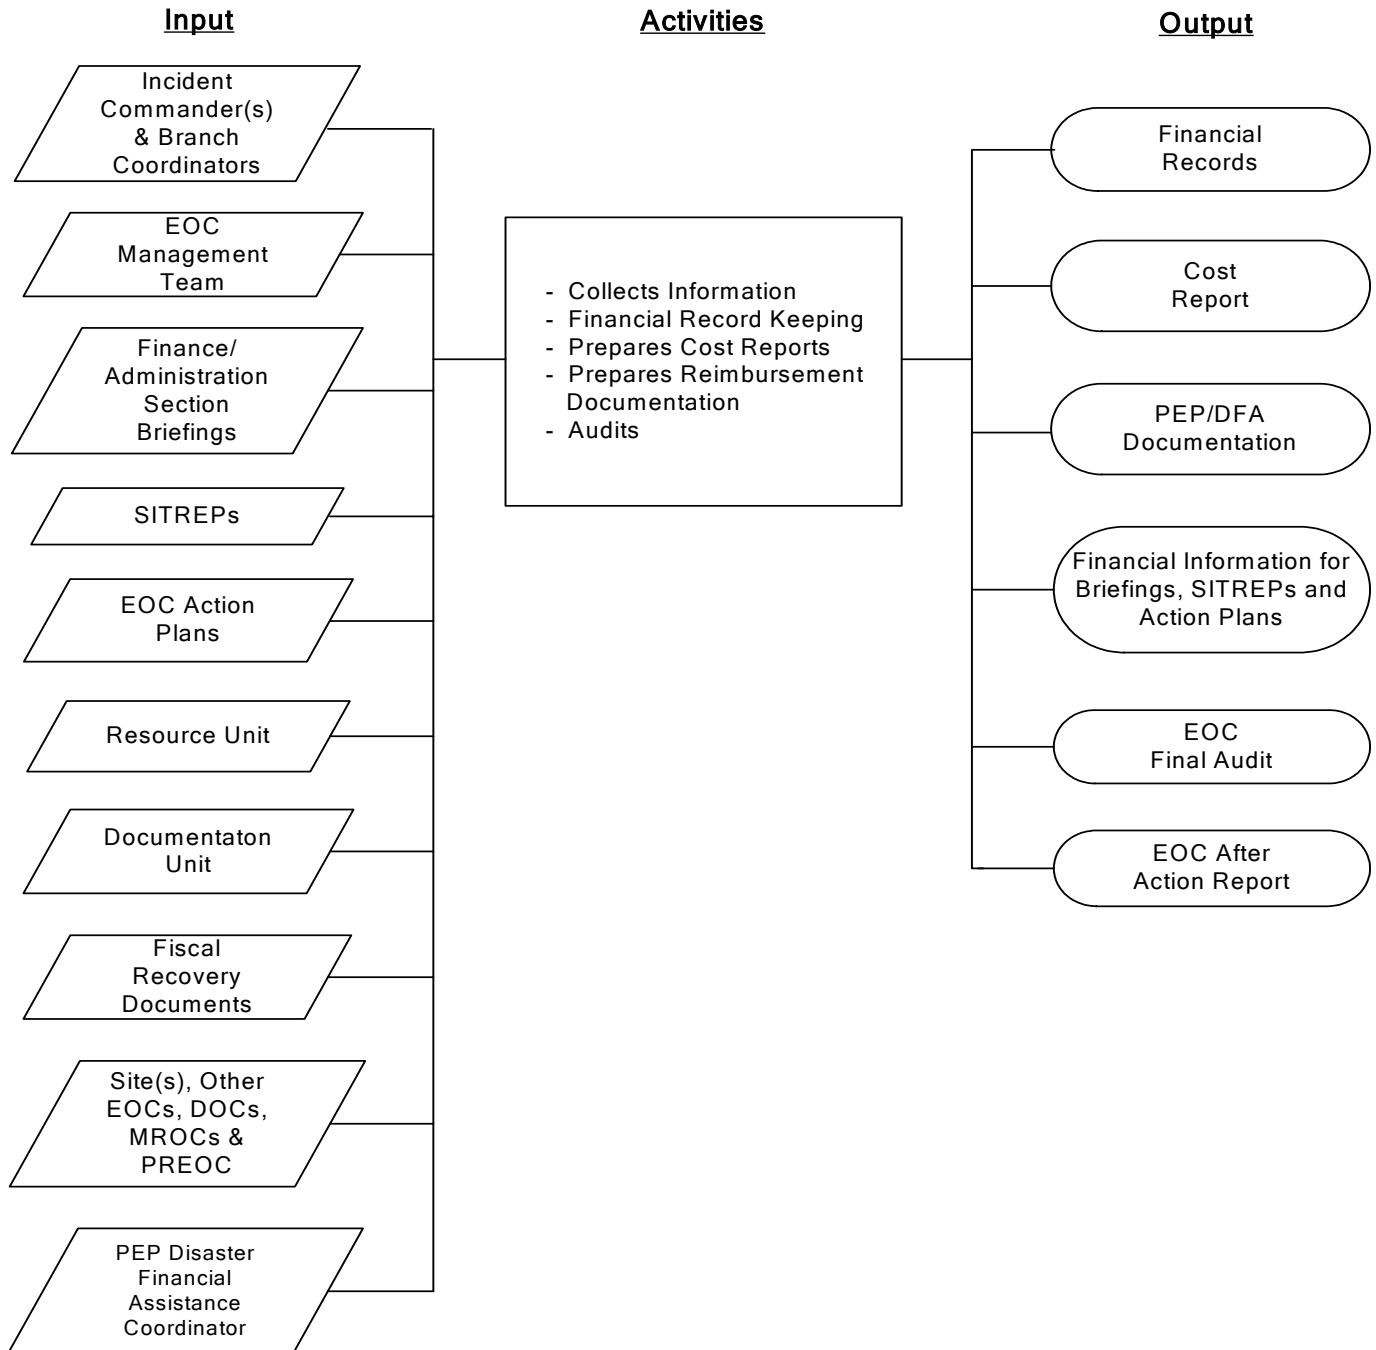 Input
Activities
Output
Incident
Commander(s)
& Branch
Coordinators
EOC
Management
Team
Finance/
Administration
Section
Briefings
SITREPs
EOC Action
Plans
Resource Unit
Documentaton
Unit
Fiscal
Recovery
Documents
Site(s), Other
EOCs, DOCs,
MROCs &
PREOC
PEP Disaster
Financial
Assistance
Coordinator
- Collects Information
- Financial Record Keeping
- Prepares Cost Reports
- Prepares Reimbursement
Documentation
- Audits
Financial
Records
Cost
Report
PEP/DFA
Documentation
Financial Information for
Briefings, SITREPs and
Action Plans
EOC
Final Audit
EOC After
Action Report